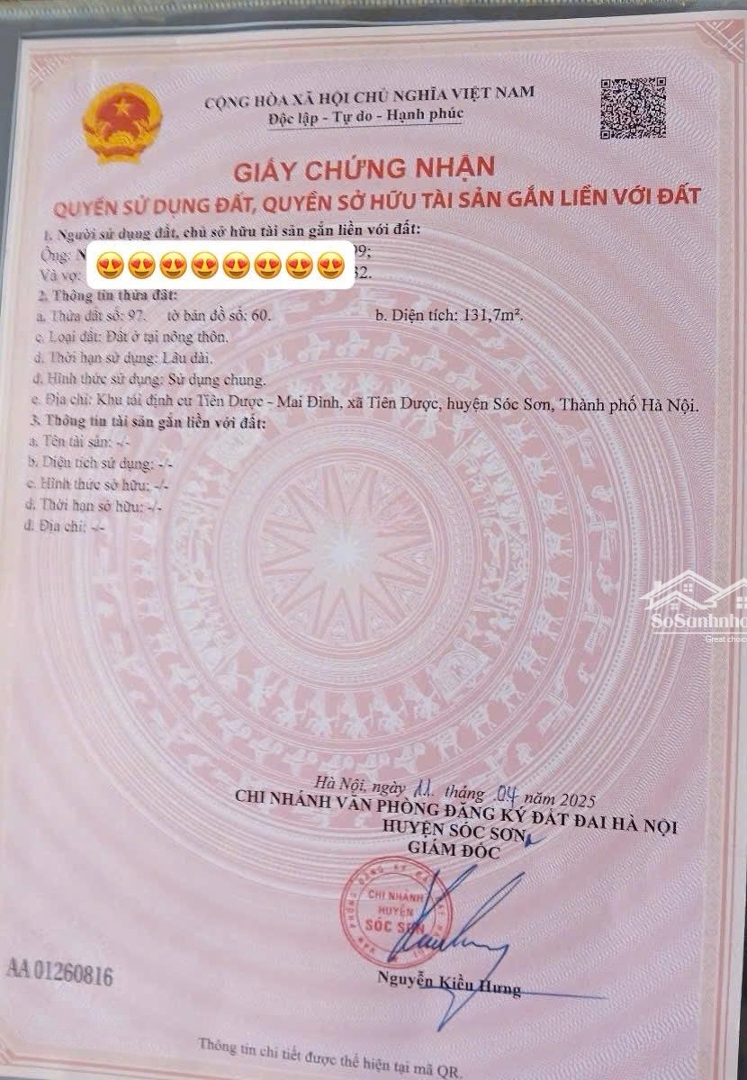 CỘNG HÒA XÃ HỘI CHỦ NGHĨA VIỆT NAM
Độc lập - Tự do - Hạnh phúc
GIẤY CHỨNG NHẬN
QUYỀN SỬ DỤNG ĐẤT, QUYỀN SỞ HỮU TÀI SẢN GẮN LIỀN VỚI ĐẤT
1. Người sử dụng đất, chủ sở hữu tài sản gắn liền với đất:
Ông: N 99;
Và vợ: 32.
2. Thông tin thửa đất:
a. Thửa đất số: 97. tờ bản đồ số: 60. b. Diện tích: 131,7m².
c. Loại đất: Đất ở tại nông thôn.
d. Thời hạn sử dụng: Lâu dài.
đ. Hình thức sử dụng: Sử dụng chung.
e. Địa chỉ: Khu tái định cư Tiên Dược - Mai Đình, xã Tiên Dược, huyện Sóc Sơn, Thành phố Hà Nội.
3. Thông tin tài sản gắn liền với đất:
a. Tên tài sản: -/-
b. Diện tích sử dụng: -/-
c. Hình thức sở hữu: -/-
d. Thời hạn sở hữu: -/-
đ. Địa chỉ: -/-
SoSanhnh
Great choic
Hà Nội, ngày 11 tháng 04 năm 2025
CHI NHÁNH VĂN PHÒNG ĐĂNG KÝ ĐẤT ĐAI HÀ NỘI
HUYỆN SÓC SƠN
GIÁM ĐỐC
CHI NHÁNH
HUYỆN
SÓC SƠN
Nguyễn Kiều Hưng
AA 01260816
Thông tin chi tiết được thể hiện tại mã QR.